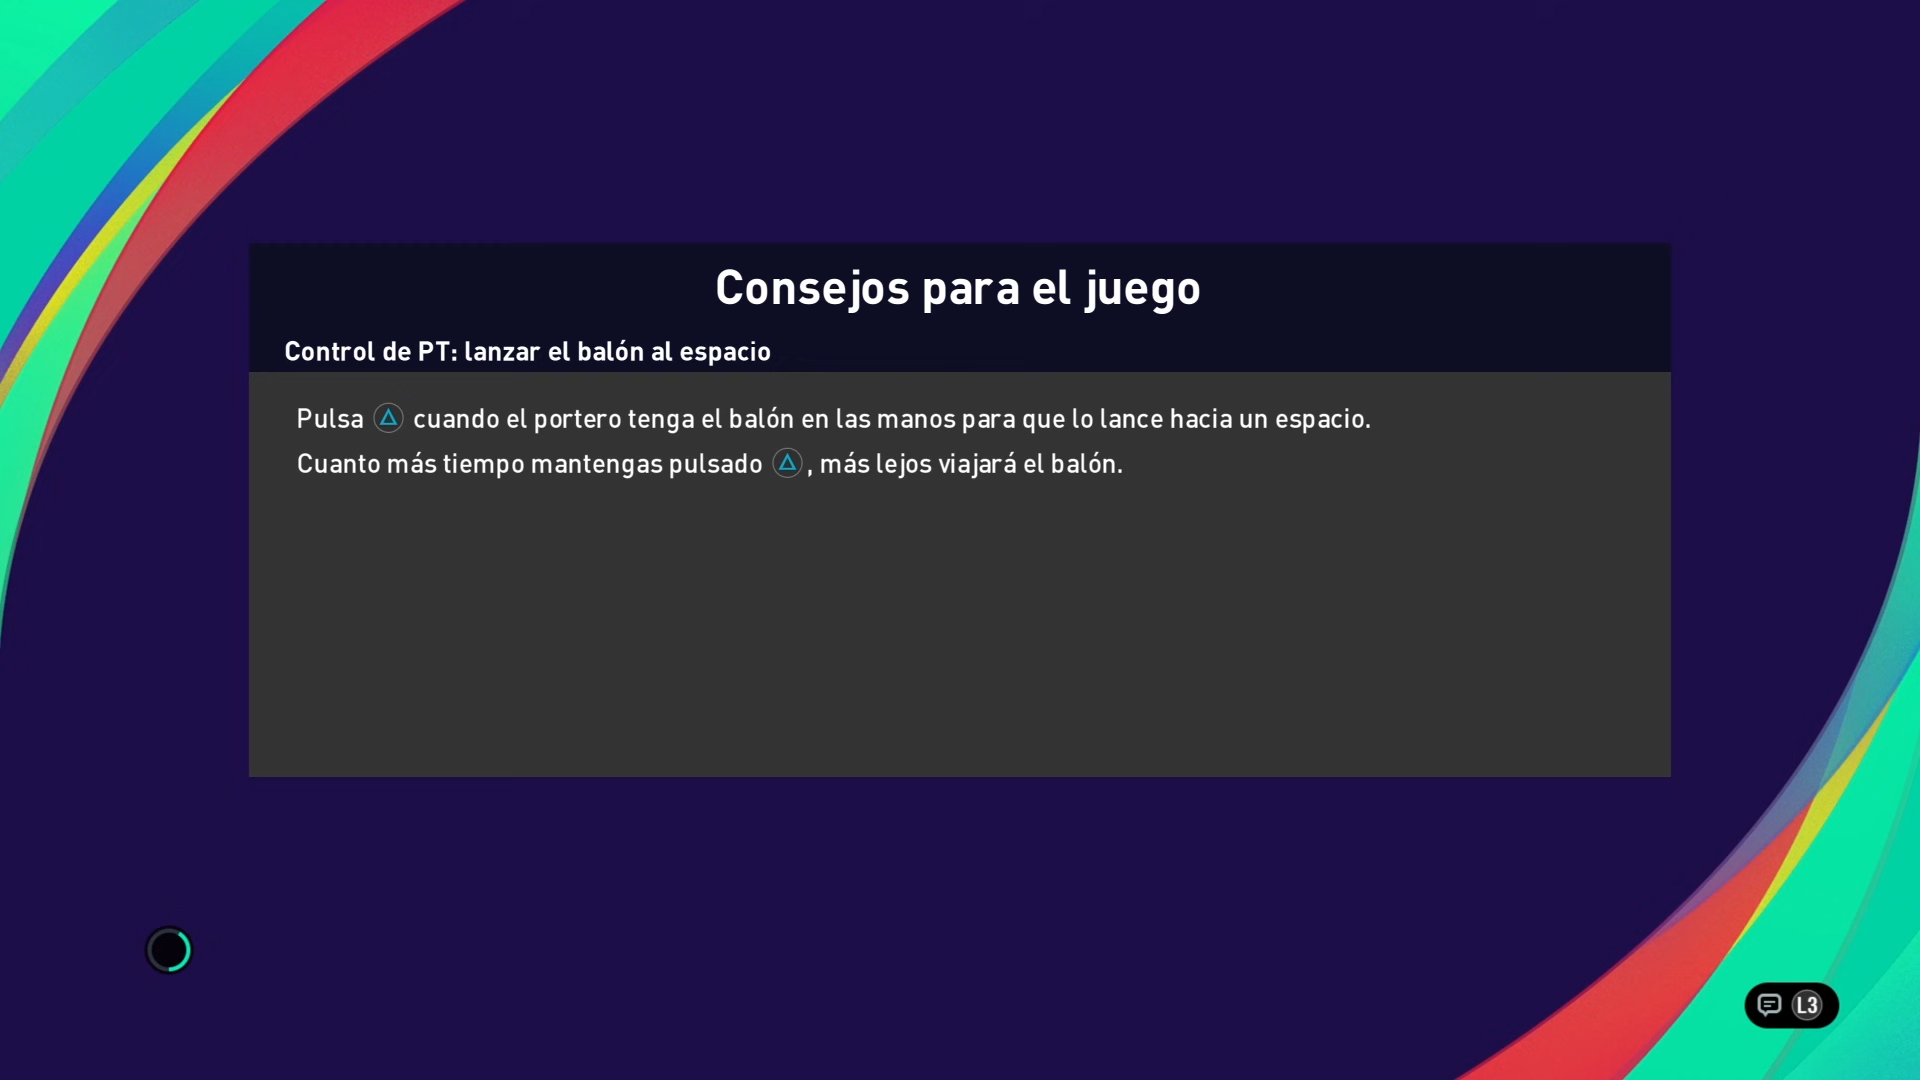 Consejos para el juego
Control de PT: lanzar el balón al espacio
Pulsa △ cuando el portero tenga el balón en las manos para que lo lance hacia un espacio.
Cuanto más tiempo mantengas pulsado △, más lejos viajará el balón.
L3